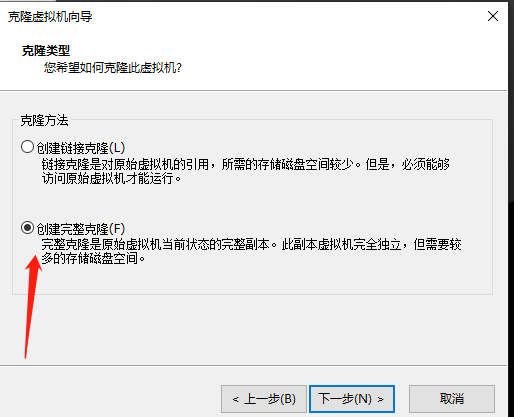 克隆虚拟机向导
克隆类型
您希望如何克隆此虚拟机?
克隆方法
创建链接克隆(L)
链接克隆是对原始虚拟机的引用，所需的存储磁盘空间较少。但是，必须能够
访问原始虚拟机才能运行。
创建完整克隆(F)
完整克隆是原始虚拟机当前状态的完整副本。此副本虚拟机完全独立，但需要较
多的存储磁盘空间。
< 上一步(B) 下一步(N) > 取消